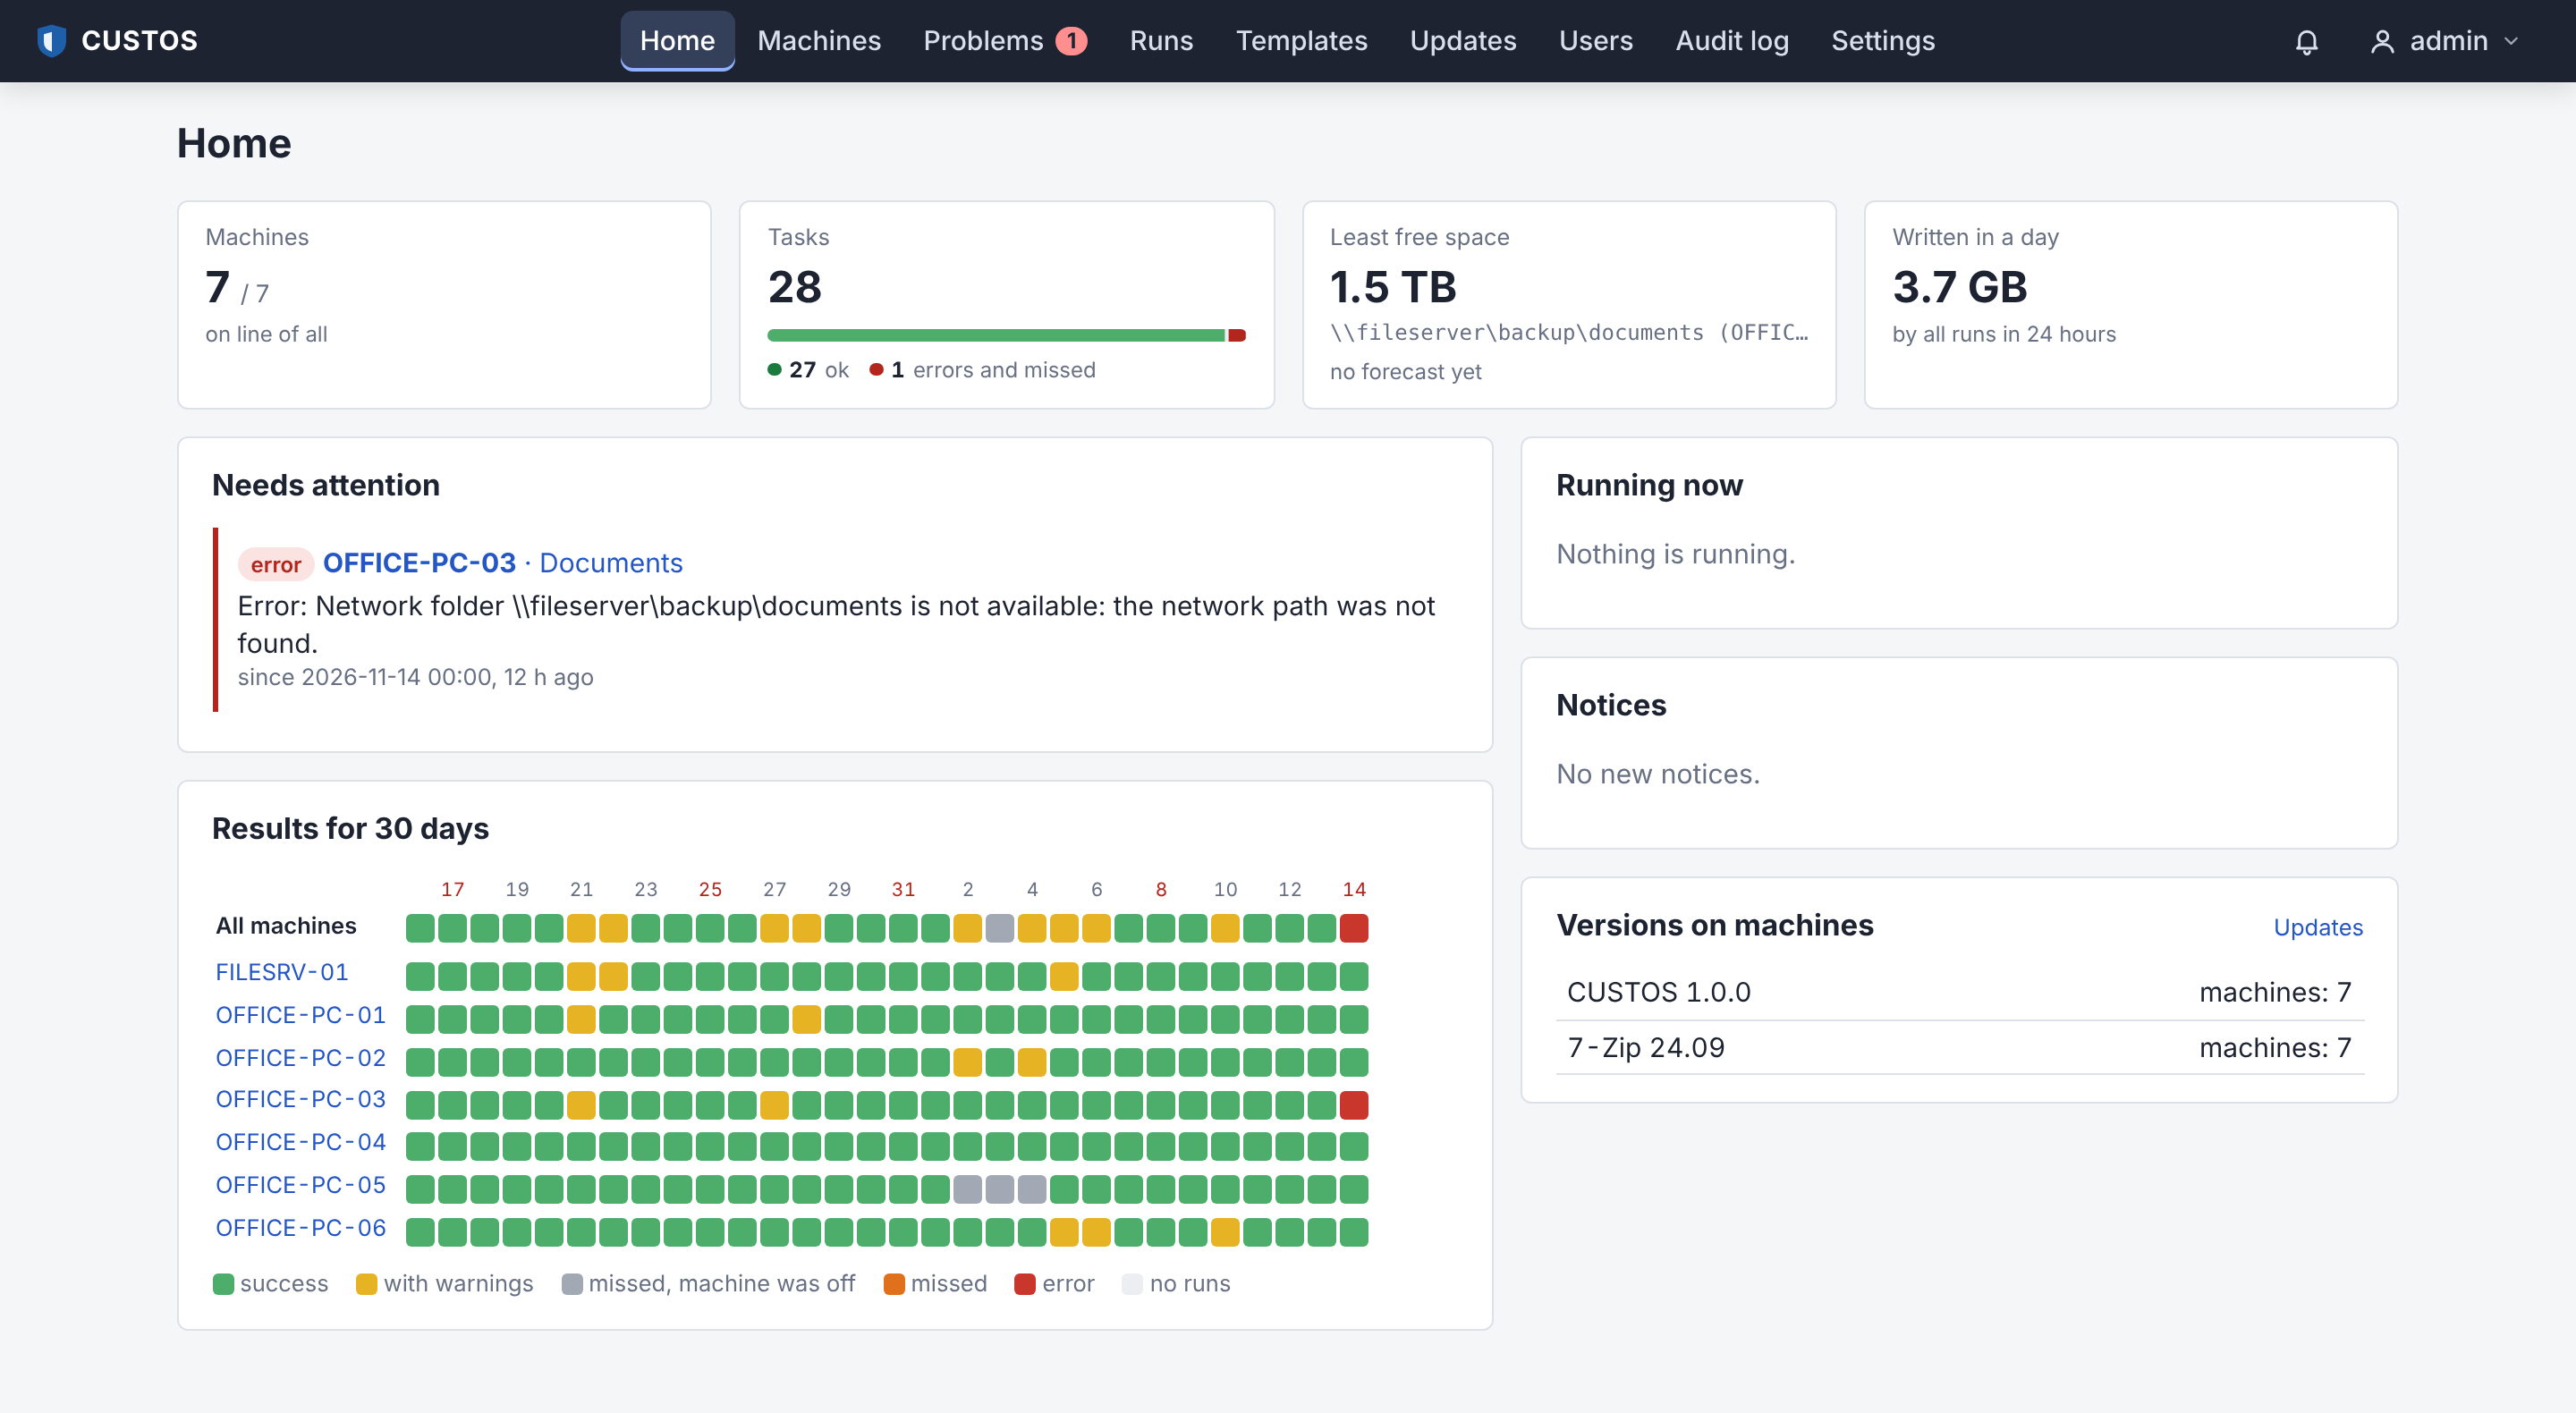 CUSTOS
Home Machines Problems 1 Runs Templates Updates Users Audit log Settings
admin
Home
Machines
7 / 7
on line of all
Tasks
28
27 ok 1 errors and missed
Least free space
1.5 TB
\\fileserver\backup\documents (OFFIC…
no forecast yet
Written in a day
3.7 GB
by all runs in 24 hours
Needs attention
error OFFICE-PC-03 · Documents
Error: Network folder \\fileserver\backup\documents is not available: the network path was not
found.
since 2026-11-14 00:00, 12 h ago
Running now
Nothing is running.
Notices
No new notices.
Results for 30 days
17 19 21 23 25 27 29 31 2 4 6 8 10 12 14
All machines
FILESRV-01
OFFICE-PC-01
OFFICE-PC-02
OFFICE-PC-03
OFFICE-PC-04
OFFICE-PC-05
OFFICE-PC-06
success with warnings missed, machine was off missed error no runs
Versions on machines Updates
CUSTOS 1.0.0 machines: 7
7-Zip 24.09 machines: 7